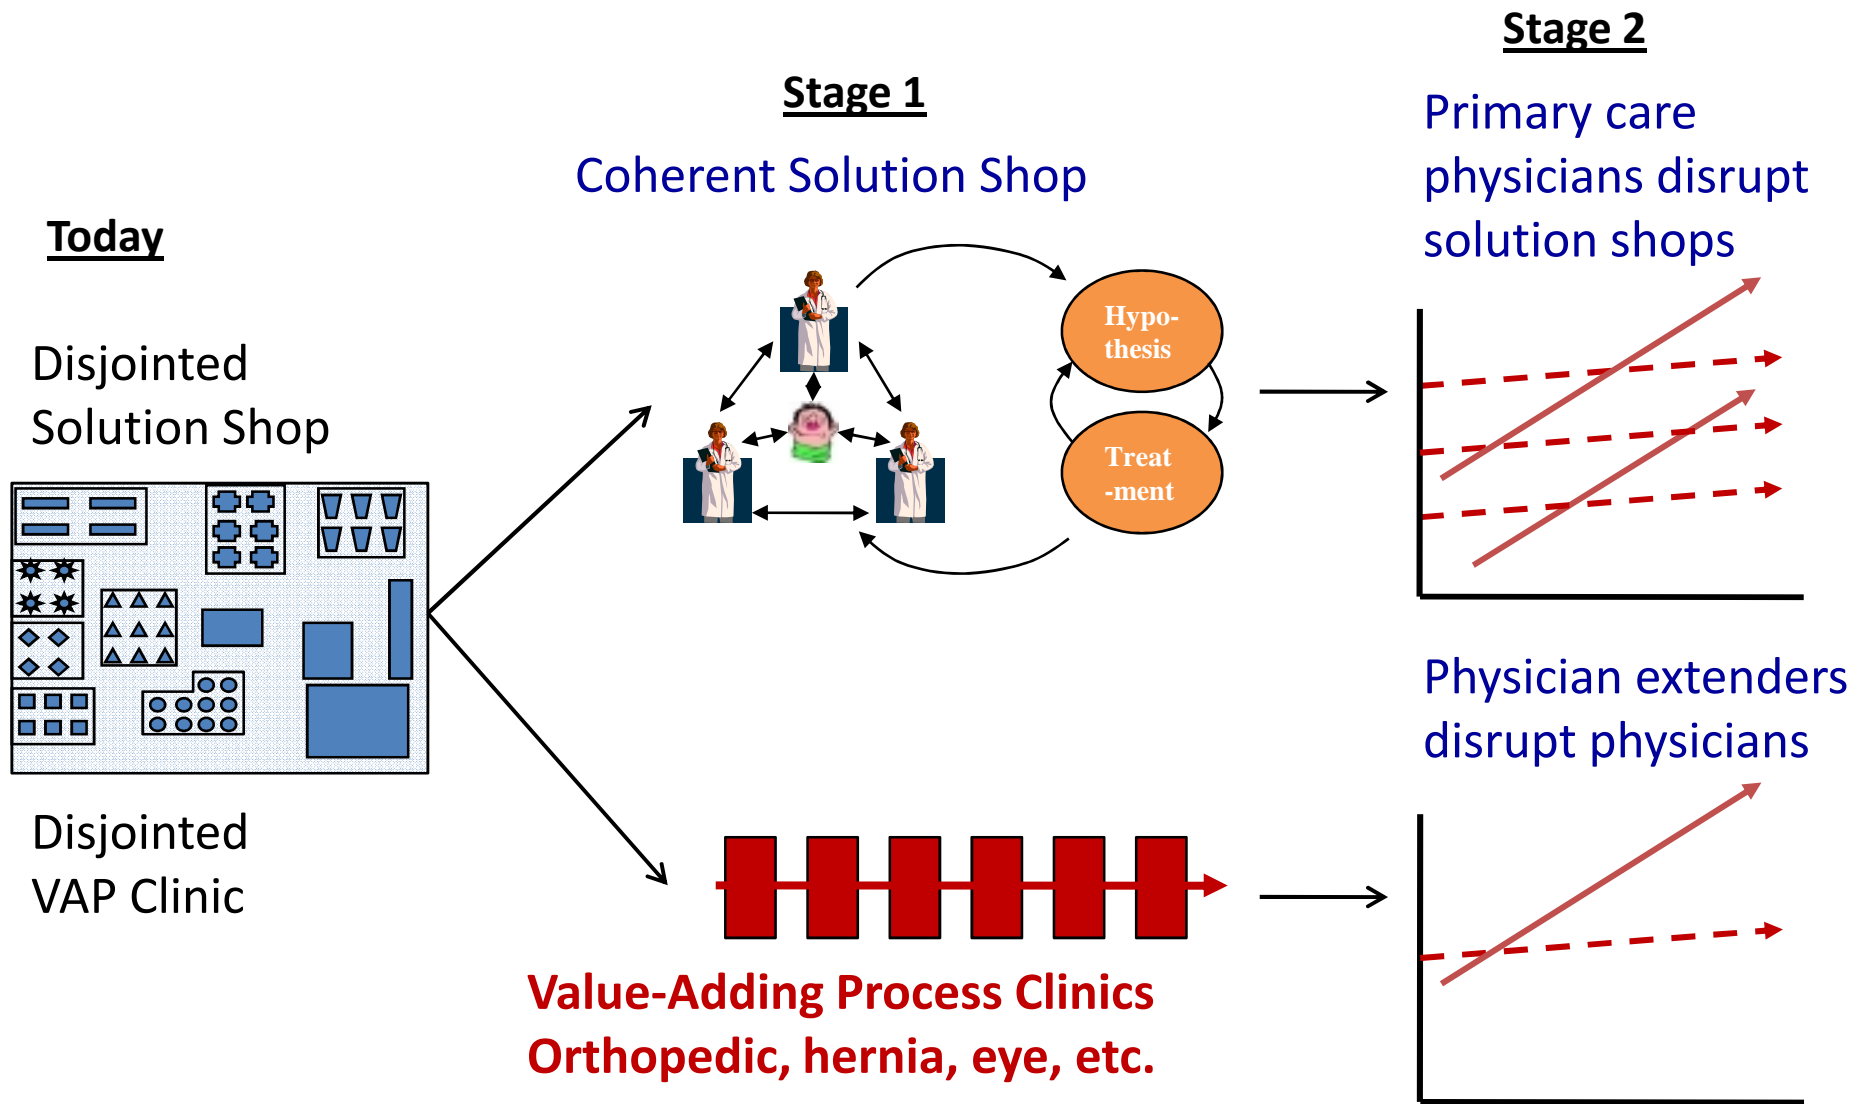 Today
Disjointed
Solution Shop
Disjointed
VAP Clinic
Stage 1
Coherent Solution Shop
Hypo-
thesis
Treat
-ment
Value-Adding Process Clinics
Orthopedic, hernia, eye, etc.
Stage 2
Primary care
physicians disrupt
solution shops
Physician extenders
disrupt physicians